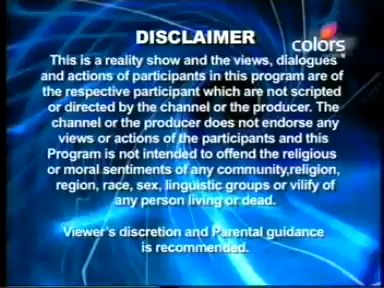 DISCLAIMER
colors
This is a reality show and the views, dialogues
and actions of participants in this program are of
the respective participant which are not scripted
or directed by the channel or the producer. The
channel or the producer does not endorse any
views or actions of the participants and this
Program is not intended to offend the religious
or moral sentiments of any community,religion,
region, race, sex, linguistic groups or vilify of
any person living or dead.
Viewer's discretion and Parental guidance
is recommended.